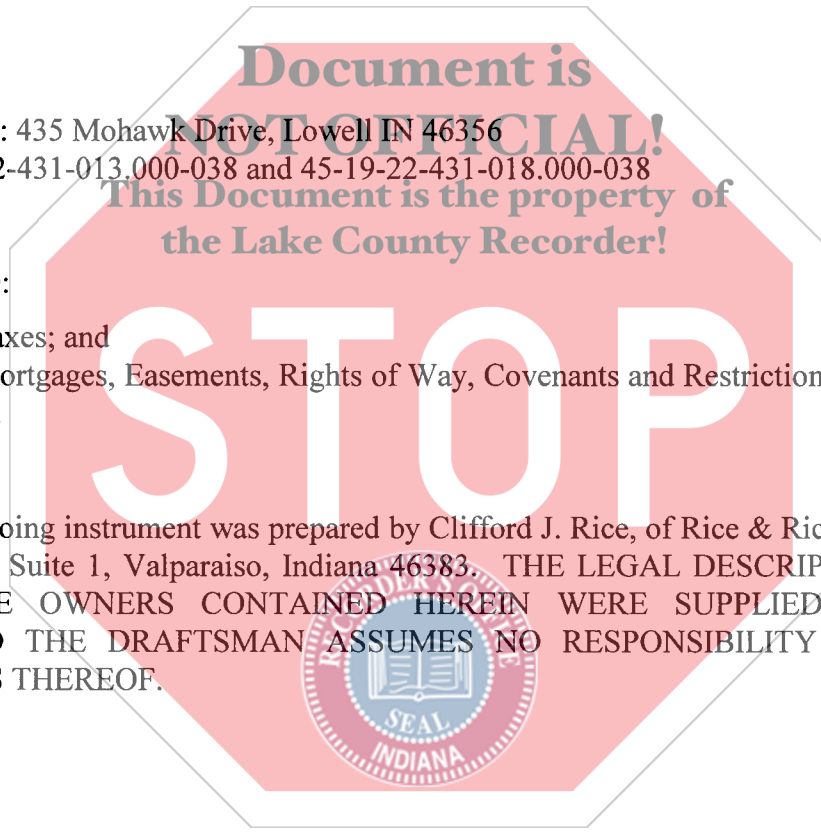 Document is
: 435 Mohawk Drive, Lowell IN 46356
NOT OFFICIAL!
2-431-013.000-038 and 45-19-22-431-018.000-038
This Document is the property of
the Lake County Recorder!
:
axes; and
ortgages, Easements, Rights of Way, Covenants and Restriction
STOP
oing instrument was prepared by Clifford J. Rice, of Rice & Ric
Suite 1, Valparaiso, Indiana 46383. THE LEGAL DESCRIP
E OWNERS CONTAINED HEREIN WERE SUPPLIED
THE DRAFTSMAN ASSUMES NO RESPONSIBILITY
S THEREOF.
RECORDER'S OFFICE
SEAL
INDIANA